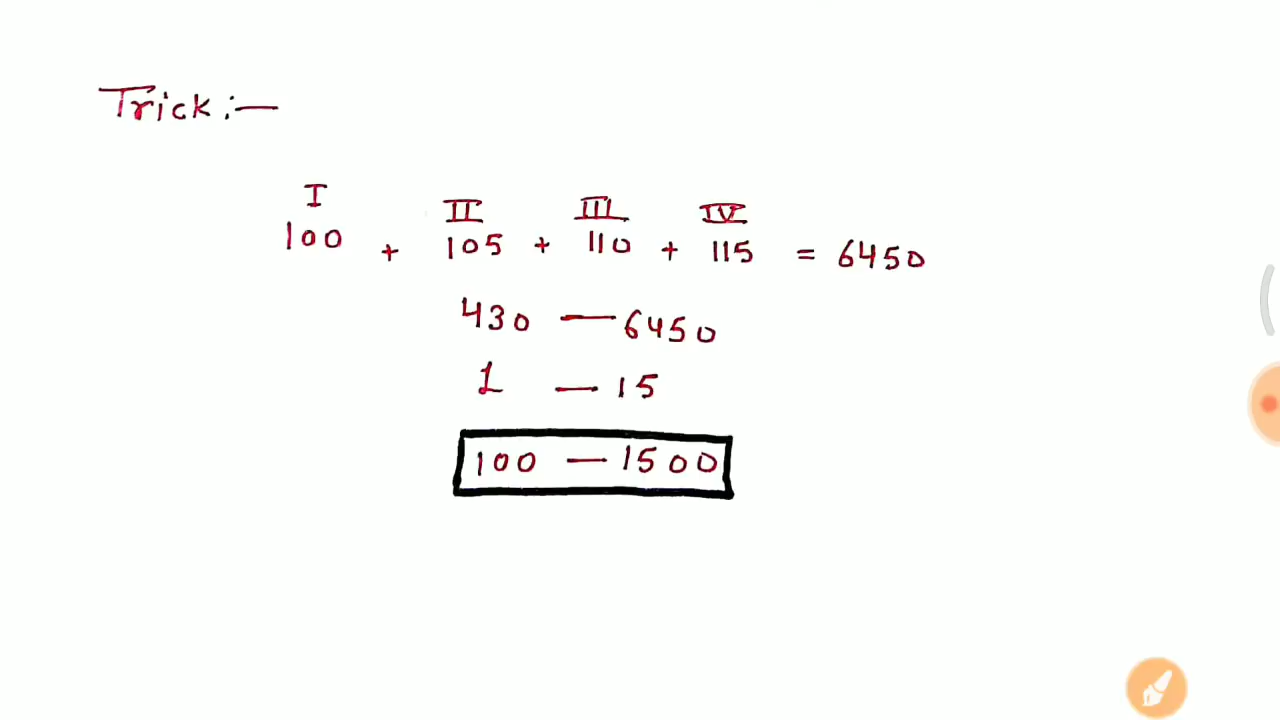 Trick :—
I II III IV
100 + 105 + 110 + 115 = 6450
430 — 6450
1 — 15
100 — 1500